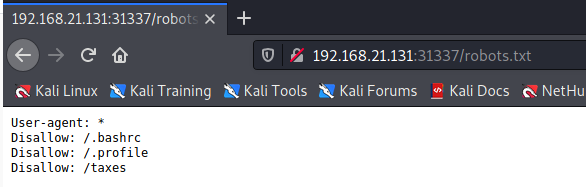 192.168.21.131:31337/robots
192.168.21.131:31337/robots.txt
Kali Linux Kali Training Kali Tools Kali Forums Kali Docs NetHu
User-agent: *
Disallow: /.bashrc
Disallow: /.profile
Disallow: /taxes